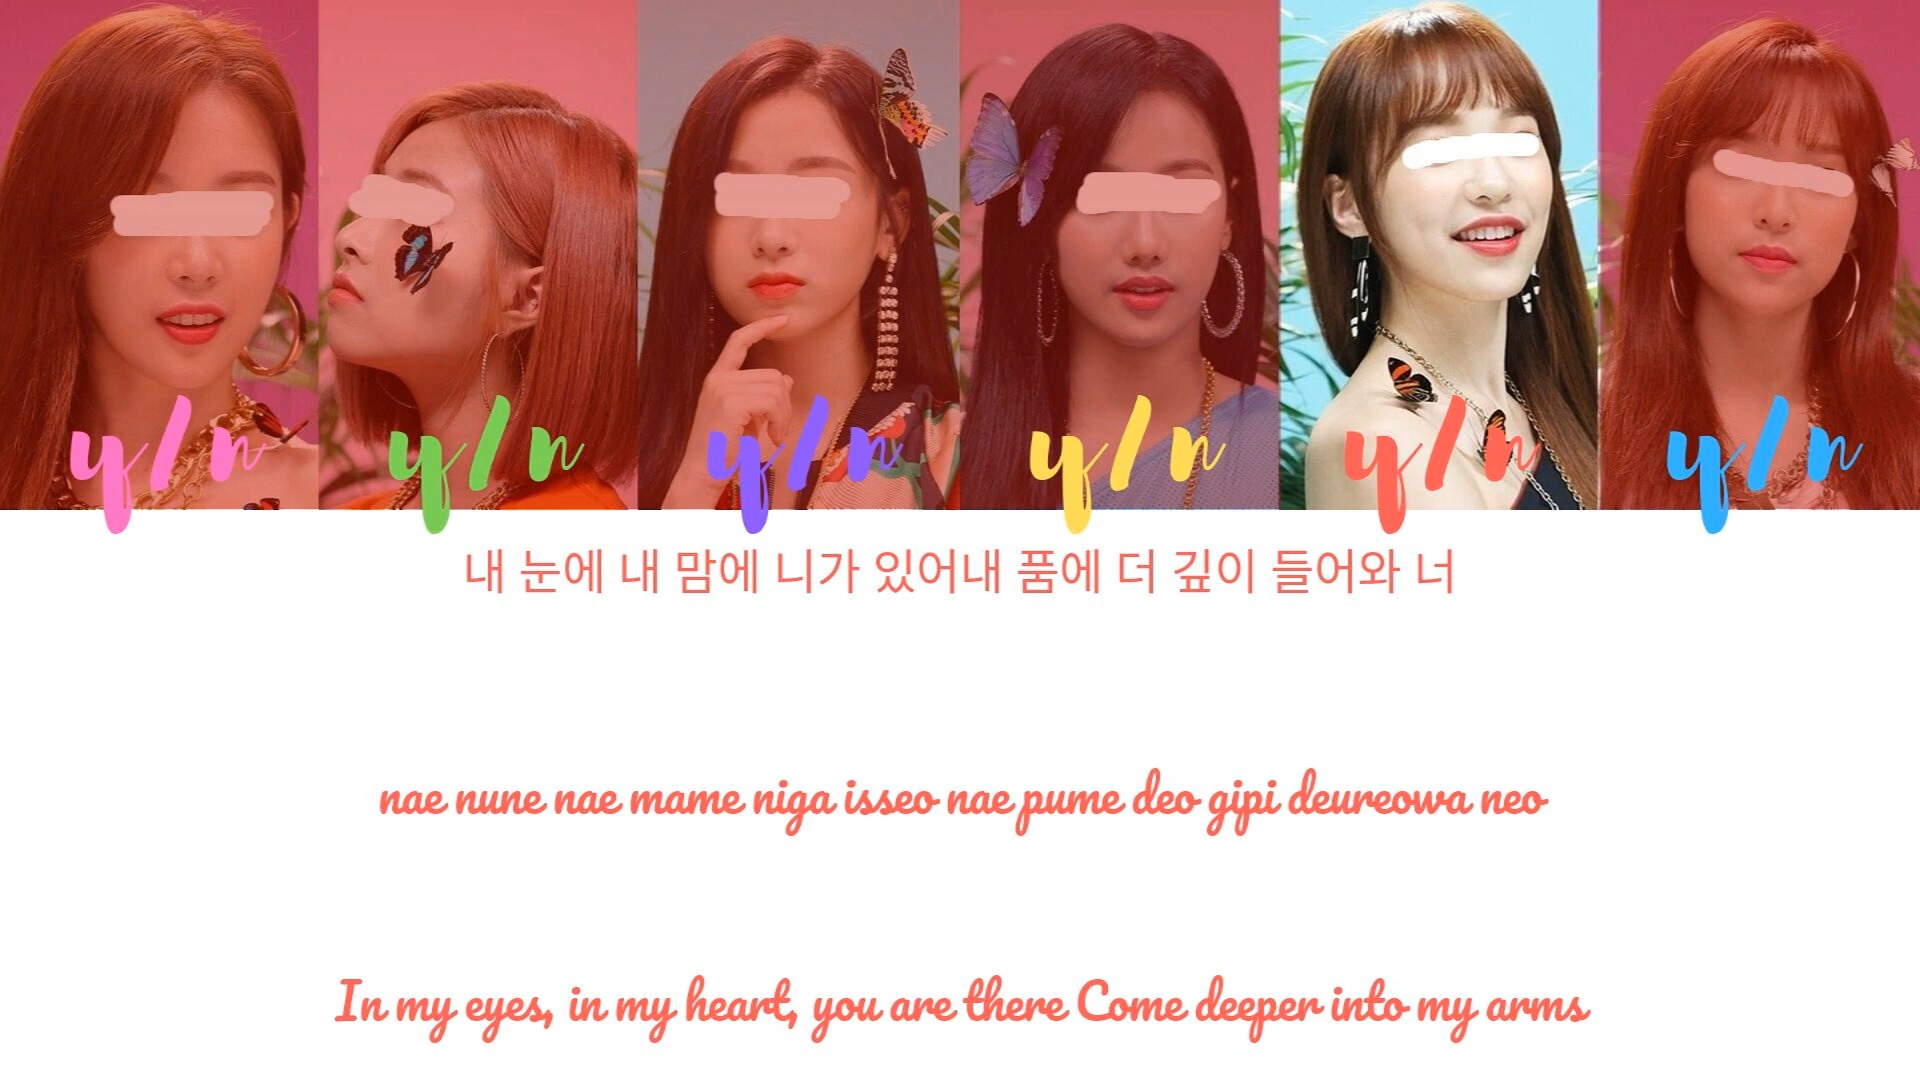 y/n y/n y/n y/n y/n y/n
내 눈에 내 맘에 니가 있어내 품에 더 깊이 들어와 너
nae nune nae mame niga isseo nae pume deo gipi deureowa neo
In my eyes, in my heart, you are there Come deeper into my arms